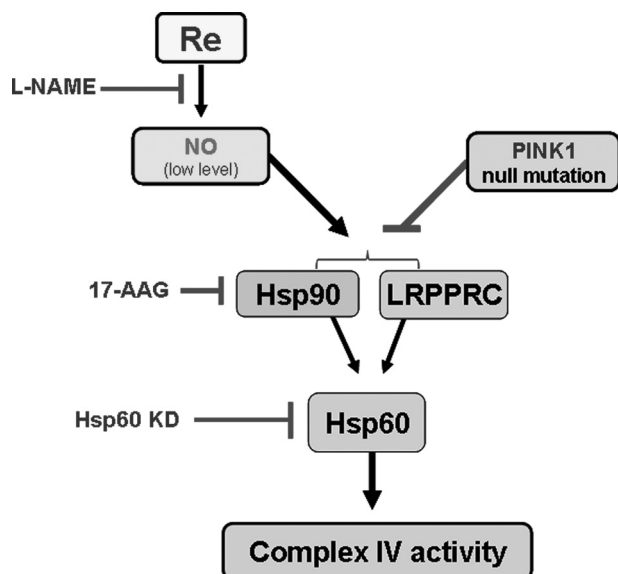 Re
L-NAME
NO
(low level)
PINK1
null mutation
17-AAG
Hsp90
LRPPRC
Hsp60 KD
Hsp60
Complex IV activity